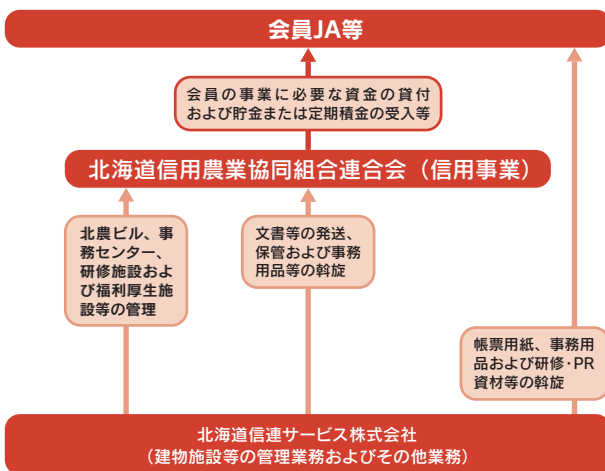 会員JA等
会員の事業に必要な資金の貸付
および貯金または定期積金の受入等
北海道信用農業協同組合連合会（信用事業）
北農ビル、事
務センター、
研修施設およ
び福利厚生施
設等の管理
文書等の発送、
保管および事務
用品等の斡旋
帳票用紙、事務用
品および研修・PR
資材等の斡旋
北海道信連サービス株式会社
（建物施設等の管理業務およびその他業務）